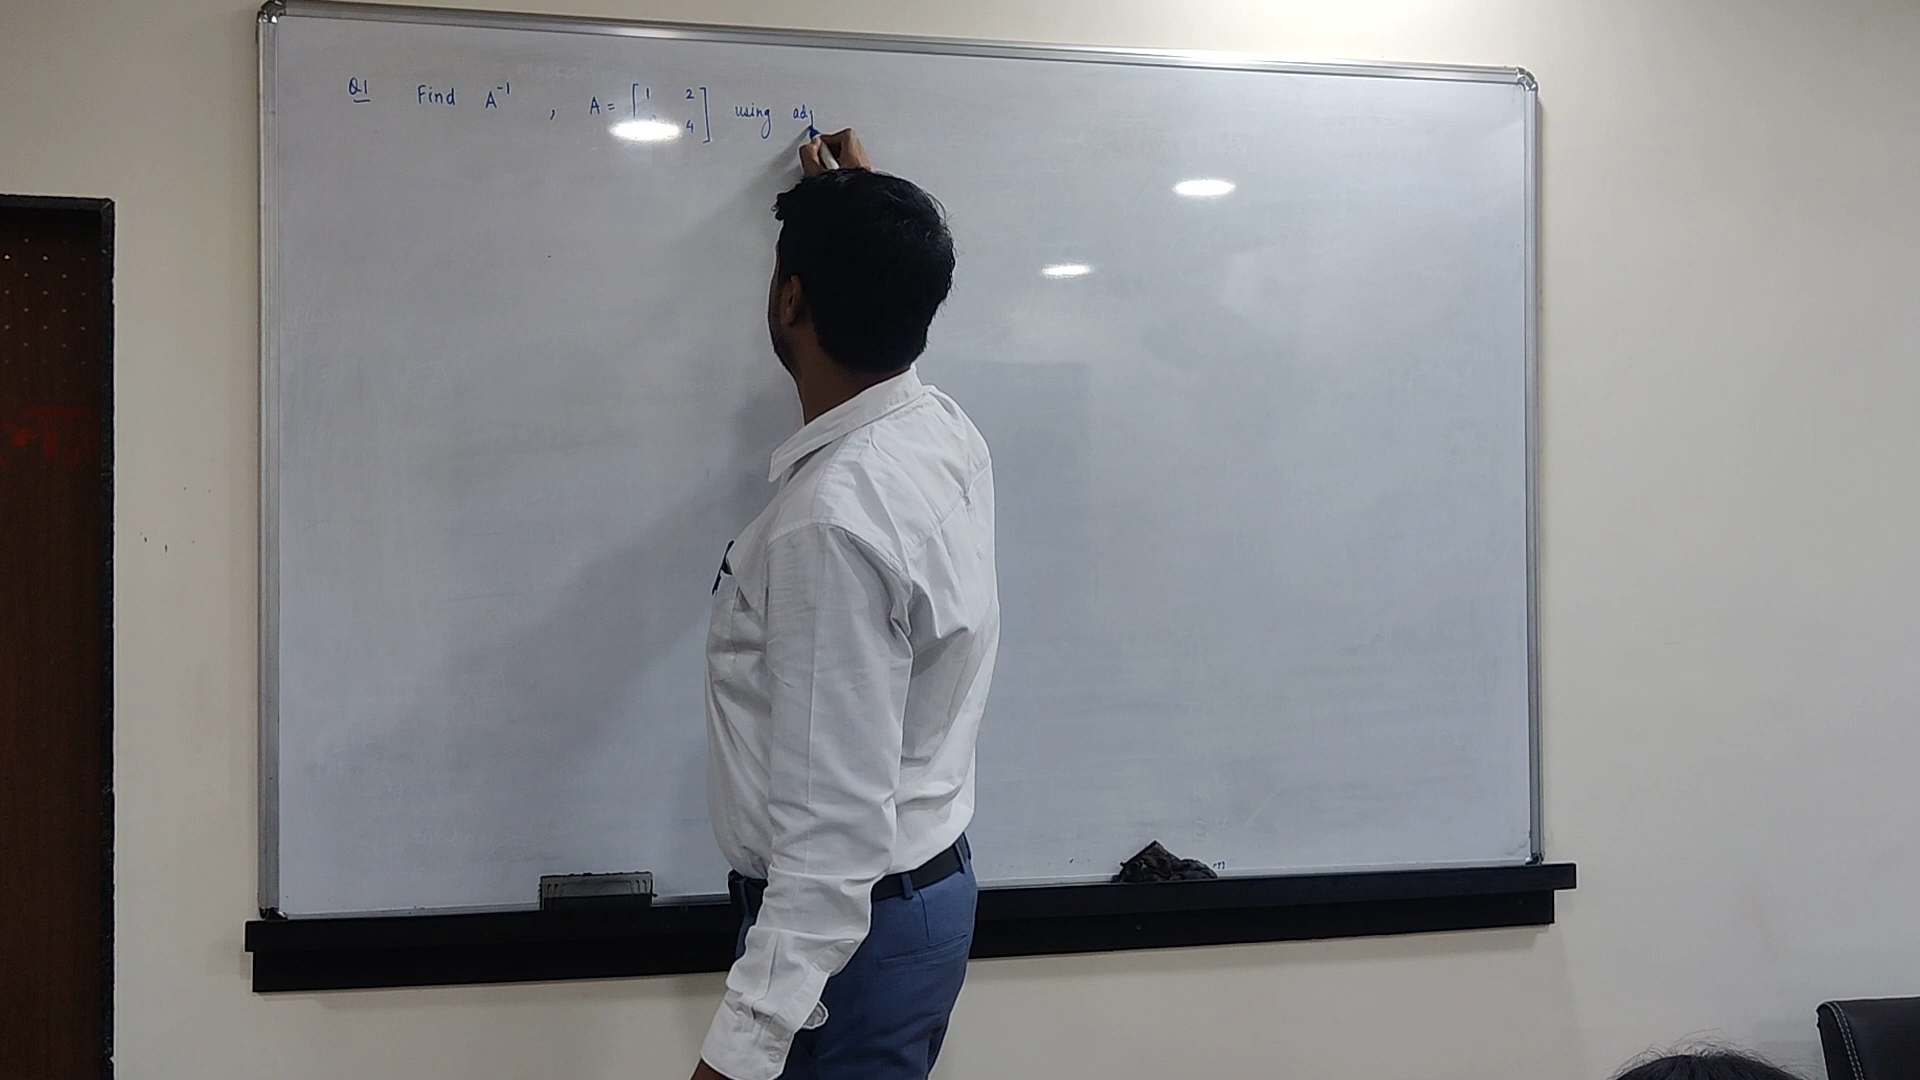 Q1 Find A⁻¹ , A = [1 2
4] using adj